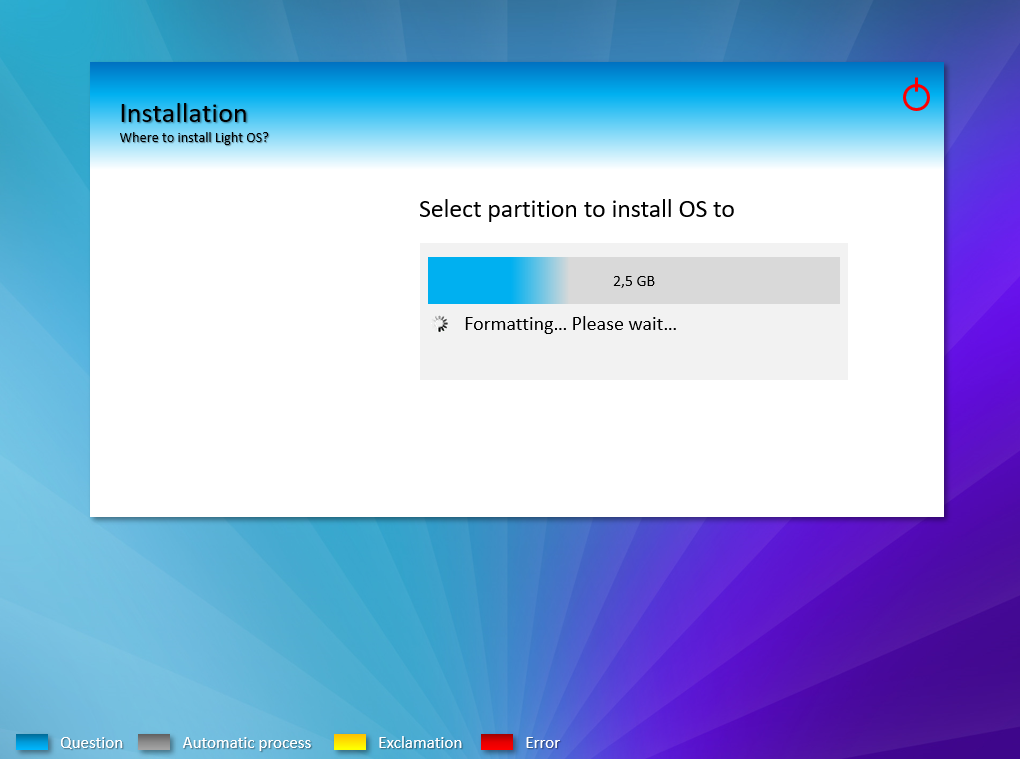 Installation
Where to install Light OS?
Select partition to install OS to
2,5 GB
Formatting... Please wait...
Question Automatic process Exclamation Error